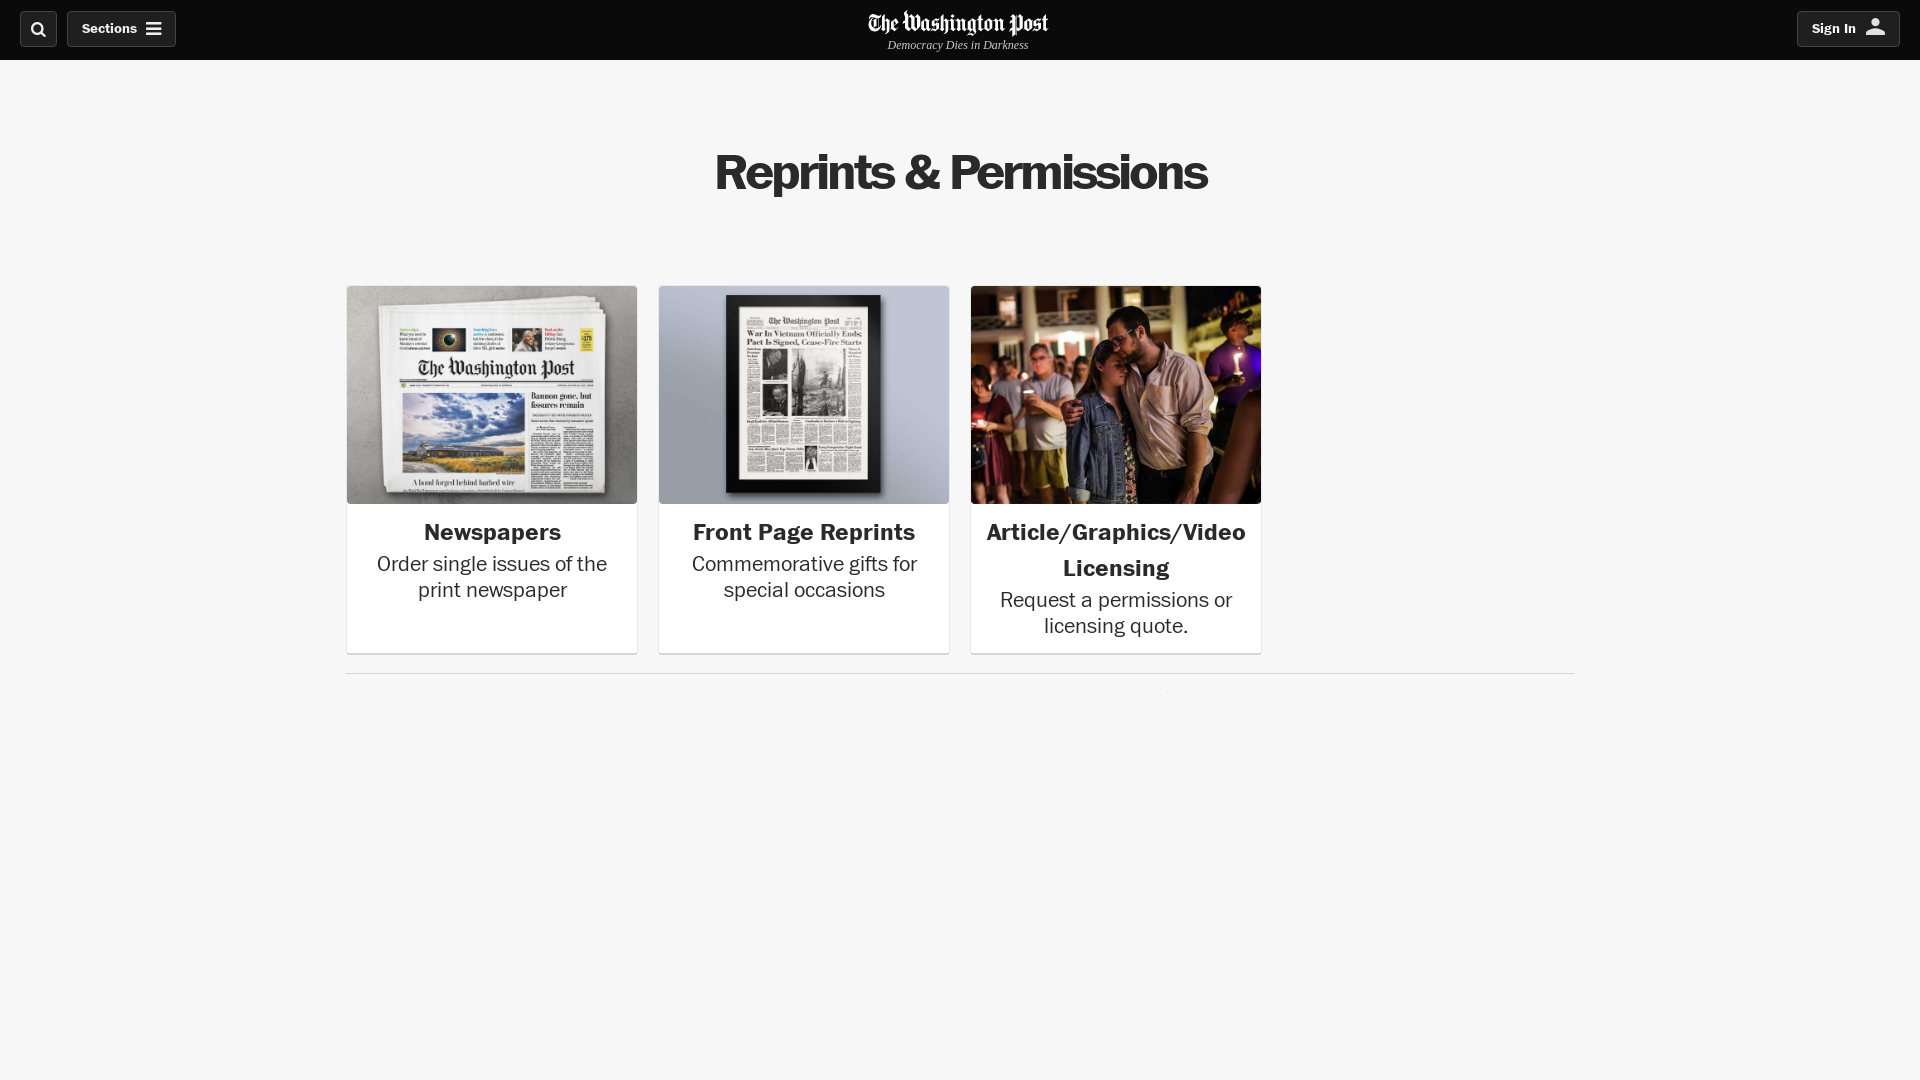 Sections
The Washington Post
Democracy Dies in Darkness
Sign In
Reprints & Permissions
The Washington Post
Bannon gone, but
fissures remain
A bond forged behind barbed wire
The Washington Post
War In Vietnam Officially Ends;
Pact Is Signed, Cease-Fire Starts
Newspapers
Order single issues of the
print newspaper
Front Page Reprints
Commemorative gifts for
special occasions
Article/Graphics/Video
Licensing
Request a permissions or
licensing quote.